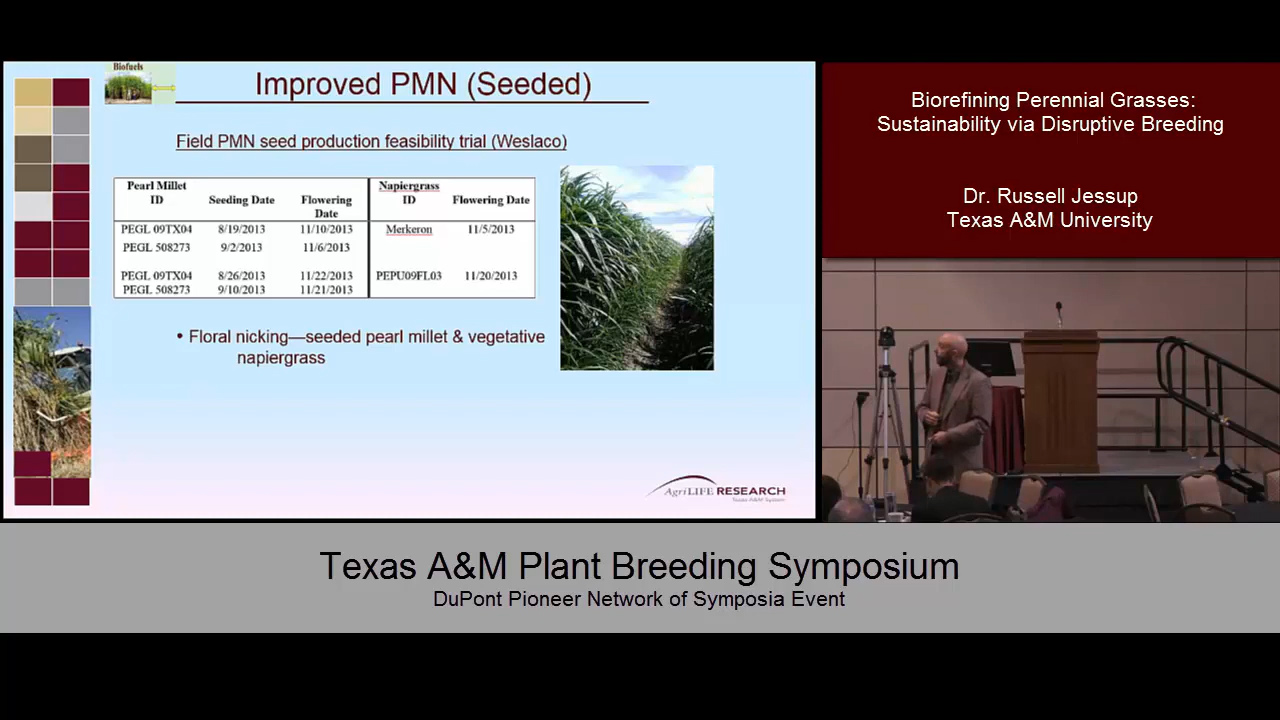 Biofuels
Improved PMN (Seeded)
Field PMN seed production feasibility trial (Weslaco)
Pearl Millet ID Seeding Date Flowering Date Napiergrass ID Flowering Date
PEGL 09TX04 8/19/2013 11/10/2013 Merkeron 11/5/2013
PEGL 508273 9/2/2013 11/6/2013
PEGL 09TX04 8/26/2013 11/22/2013 PEPU09FL03 11/20/2013
PEGL 508273 9/10/2013 11/21/2013
• Floral nicking—seeded pearl millet & vegetative
napiergrass
AgriLIFE RESEARCH
Texas A&M System
Biorefining Perennial Grasses:
Sustainability via Disruptive Breeding
Dr. Russell Jessup
Texas A&M University
Texas A&M Plant Breeding Symposium
DuPont Pioneer Network of Symposia Event